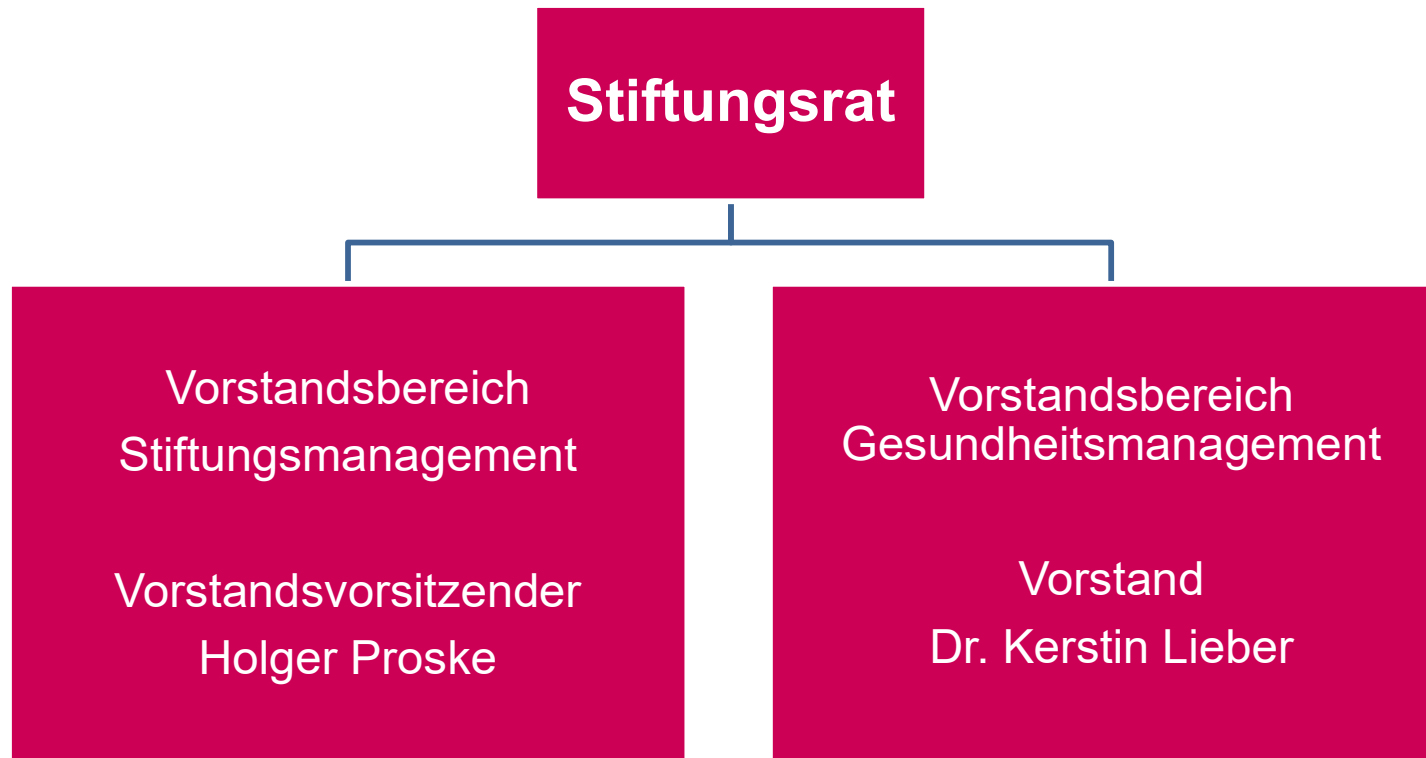 Stiftungsrat
Vorstandsbereich
Stiftungsmanagement
Vorstandsvorsitzender
Holger Proske
Vorstandsbereich
Gesundheitsmanagement
Vorstand
Dr. Kerstin Lieber